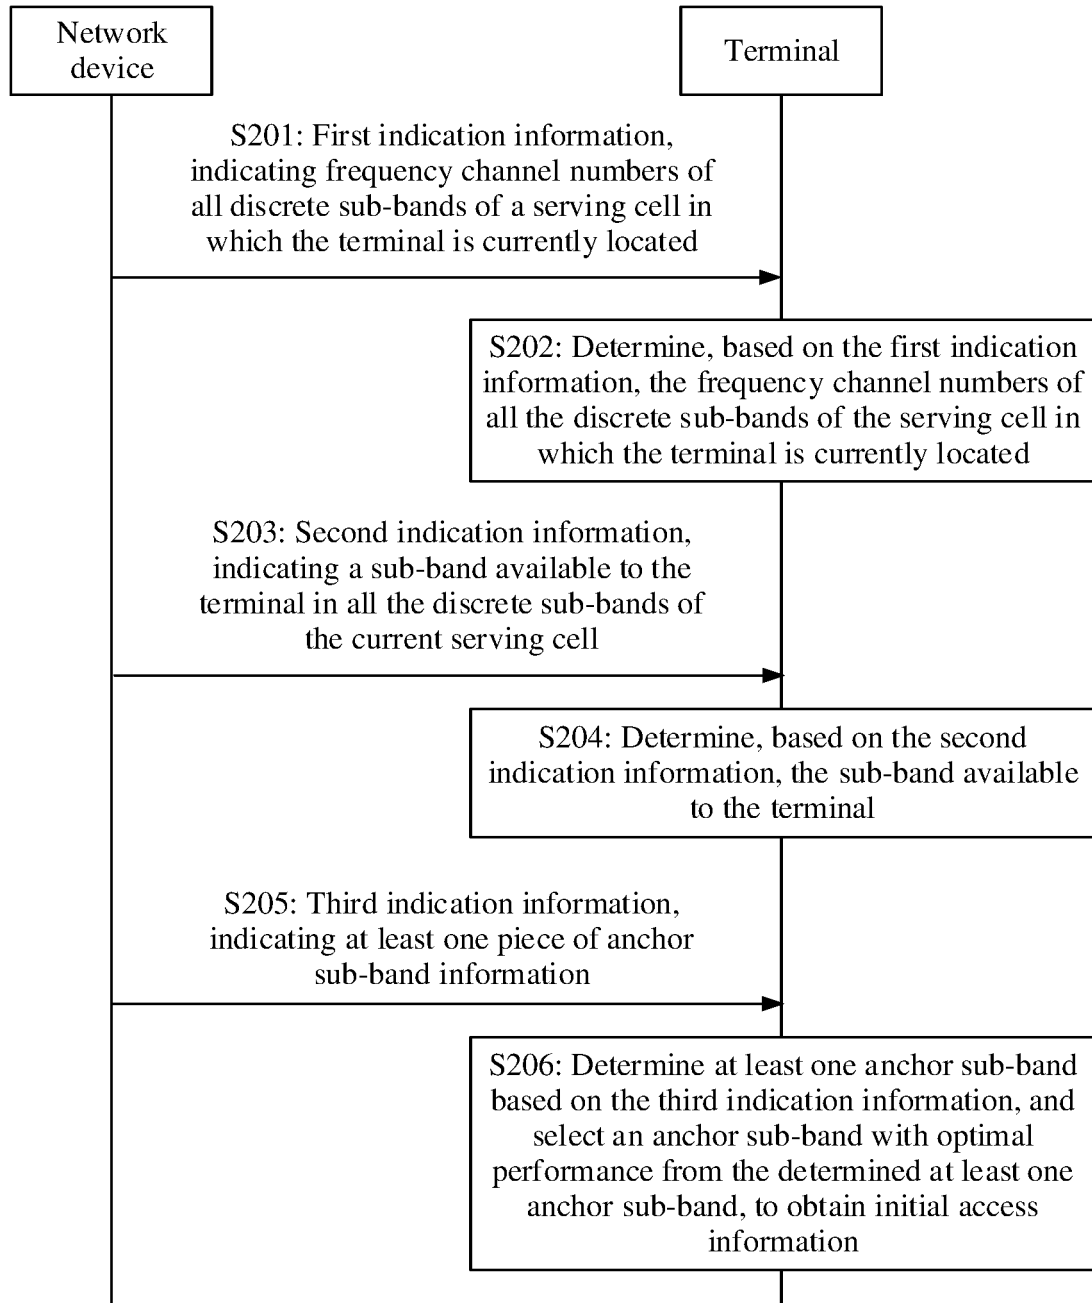 Network
device
Terminal
S201: First indication information,
indicating frequency channel numbers of
all discrete sub-bands of a serving cell in
which the terminal is currently located
S202: Determine, based on the first indication
information, the frequency channel numbers of
all the discrete sub-bands of the serving cell in
which the terminal is currently located
S203: Second indication information,
indicating a sub-band available to the
terminal in all the discrete sub-bands of
the current serving cell
S204: Determine, based on the second
indication information, the sub-band available
to the terminal
S205: Third indication information,
indicating at least one piece of anchor
sub-band information
S206: Determine at least one anchor sub-band
based on the third indication information, and
select an anchor sub-band with optimal
performance from the determined at least one
anchor sub-band, to obtain initial access
information